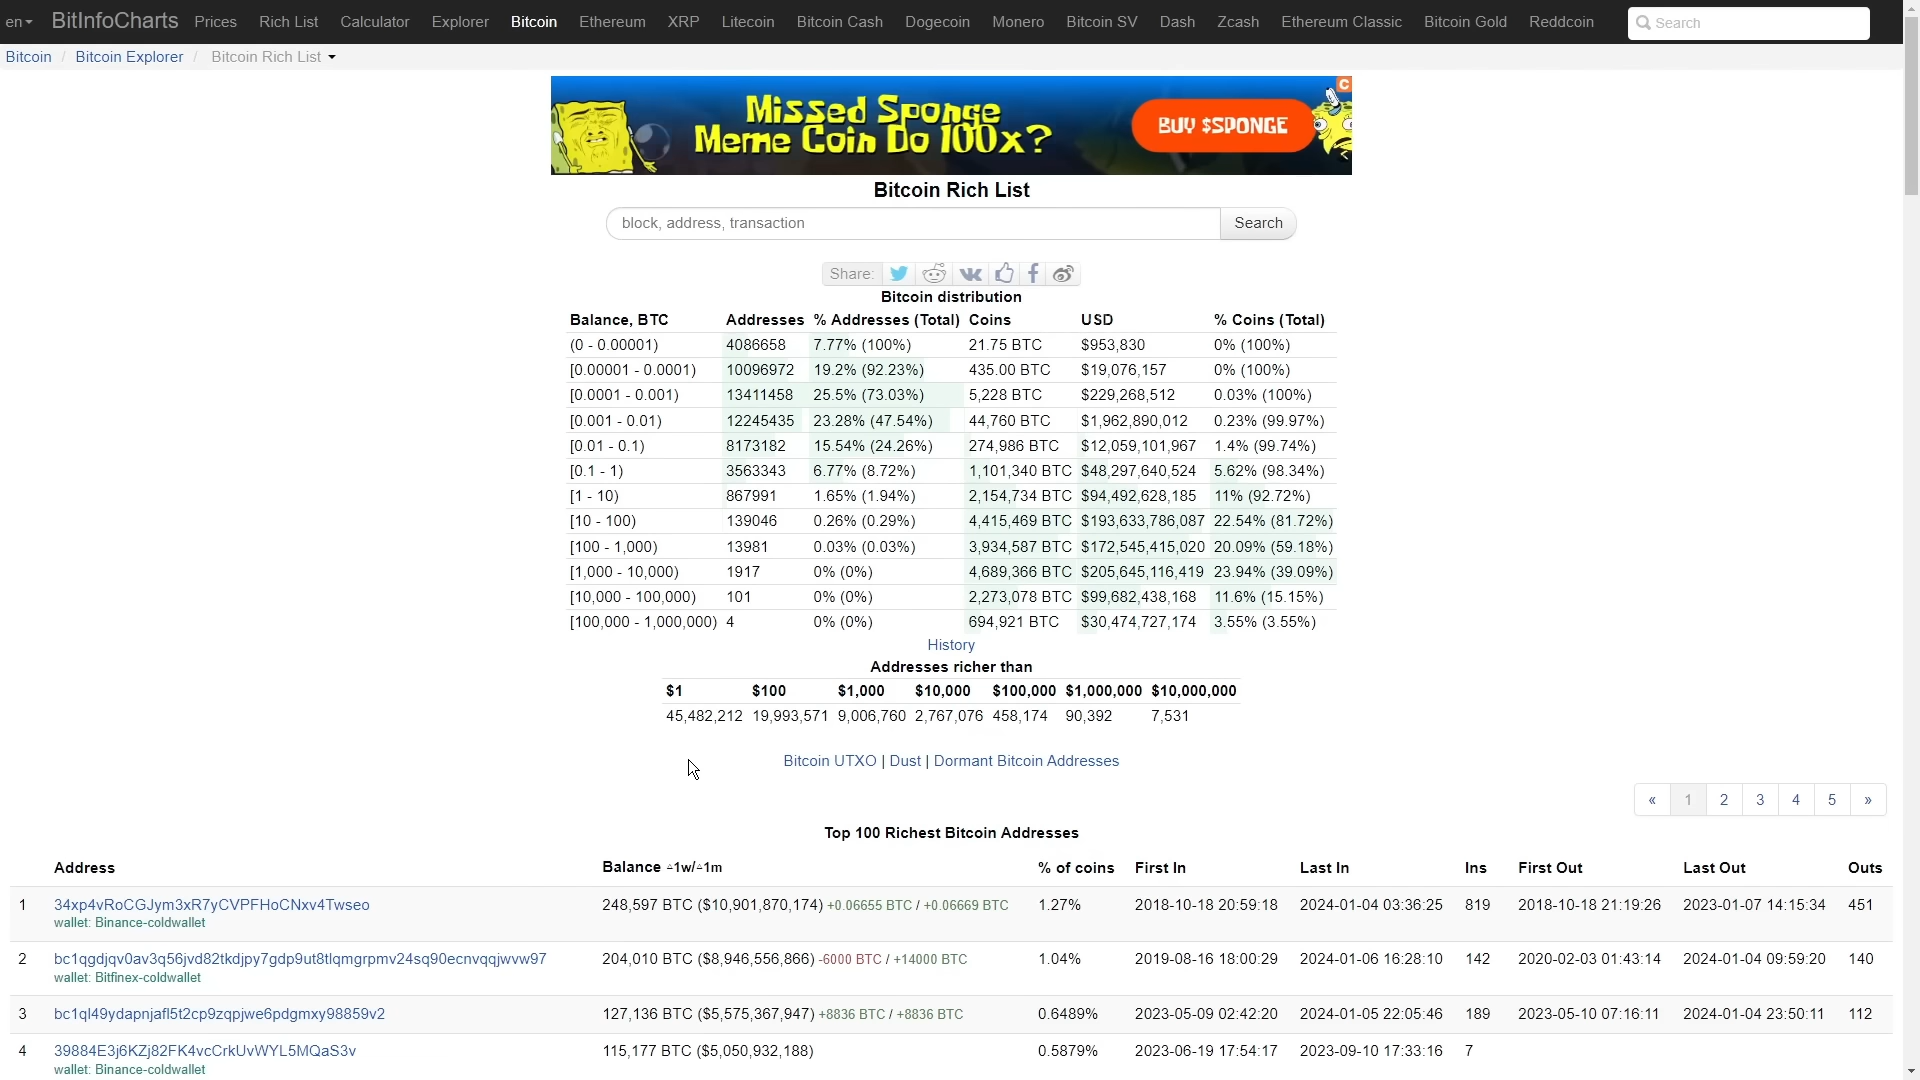 en BitInfoCharts Prices Rich List Calculator Explorer Bitcoin Ethereum XRP Litecoin Bitcoin Cash Dogecoin Monero Bitcoin SV Dash Zcash Ethereum Classic Bitcoin Gold Reddcoin Search
Bitcoin / Bitcoin Explorer / Bitcoin Rich List
C
Missed Sponge
Meme Coin Do 100x?
BUY $SPONGE
Bitcoin Rich List
block, address, transaction Search
Share:
Bitcoin distribution
Balance, BTC Addresses % Addresses (Total) Coins USD % Coins (Total)
(0 - 0.00001) 4086658 7.77% (100%) 21.75 BTC $953,830 0% (100%)
[0.00001 - 0.0001) 10096972 19.2% (92.23%) 435.00 BTC $19,076,157 0% (100%)
[0.0001 - 0.001) 13411458 25.5% (73.03%) 5,228 BTC $229,268,512 0.03% (100%)
[0.001 - 0.01) 12245435 23.28% (47.54%) 44,760 BTC $1,962,890,012 0.23% (99.97%)
[0.01 - 0.1) 8173182 15.54% (24.26%) 274,986 BTC $12,059,101,967 1.4% (99.74%)
[0.1 - 1) 3563343 6.77% (8.72%) 1,101,340 BTC $48,297,640,524 5.62% (98.34%)
[1 - 10) 867991 1.65% (1.94%) 2,154,734 BTC $94,492,628,185 11% (92.72%)
[10 - 100) 139046 0.26% (0.29%) 4,415,469 BTC $193,633,786,087 22.54% (81.72%)
[100 - 1,000) 13981 0.03% (0.03%) 3,934,587 BTC $172,545,415,020 20.09% (59.18%)
[1,000 - 10,000) 1917 0% (0%) 4,689,366 BTC $205,645,116,419 23.94% (39.09%)
[10,000 - 100,000) 101 0% (0%) 2,273,078 BTC $99,682,438,168 11.6% (15.15%)
[100,000 - 1,000,000) 4 0% (0%) 694,921 BTC $30,474,727,174 3.55% (3.55%)
History
Addresses richer than
$1 $100 $1,000 $10,000 $100,000 $1,000,000 $10,000,000
45,482,212 19,993,571 9,006,760 2,767,076 458,174 90,392 7,531
Bitcoin UTXO | Dust | Dormant Bitcoin Addresses
« 1 2 3 4 5 »
Top 100 Richest Bitcoin Addresses
Address Balance △1w/△1m % of coins First In Last In Ins First Out Last Out Outs
1 34xp4vRoCGJym3xR7yCVPFHoCNxv4Twseo 248,597 BTC ($10,901,870,174) +0.06655 BTC / +0.06669 BTC 1.27% 2018-10-18 20:59:18 2024-01-04 03:36:25 819 2018-10-18 21:19:26 2023-01-07 14:15:34 451
wallet: Binance-coldwallet
2 bc1qgdjqv0av3q56jvd82tkdjpy7gdp9ut8tlqmgrpmv24sq90ecnvqqjwvw97 204,010 BTC ($8,946,556,866) -6000 BTC / +14000 BTC 1.04% 2019-08-16 18:00:29 2024-01-06 16:28:10 142 2020-02-03 01:43:14 2024-01-04 09:59:20 140
wallet: Bitfinex-coldwallet
3 bc1ql49ydapnjafl5t2cp9zqpjwe6pdgmxy98859v2 127,136 BTC ($5,575,367,947) +8836 BTC / +8836 BTC 0.6489% 2023-05-09 02:42:20 2024-01-05 22:05:46 189 2023-05-10 07:16:11 2024-01-04 23:50:11 112
4 39884E3j6KZj82FK4vcCrkUvWYL5MQaS3v 115,177 BTC ($5,050,932,188) 0.5879% 2023-06-19 17:54:17 2023-09-10 17:33:16 7
wallet: Binance-coldwallet